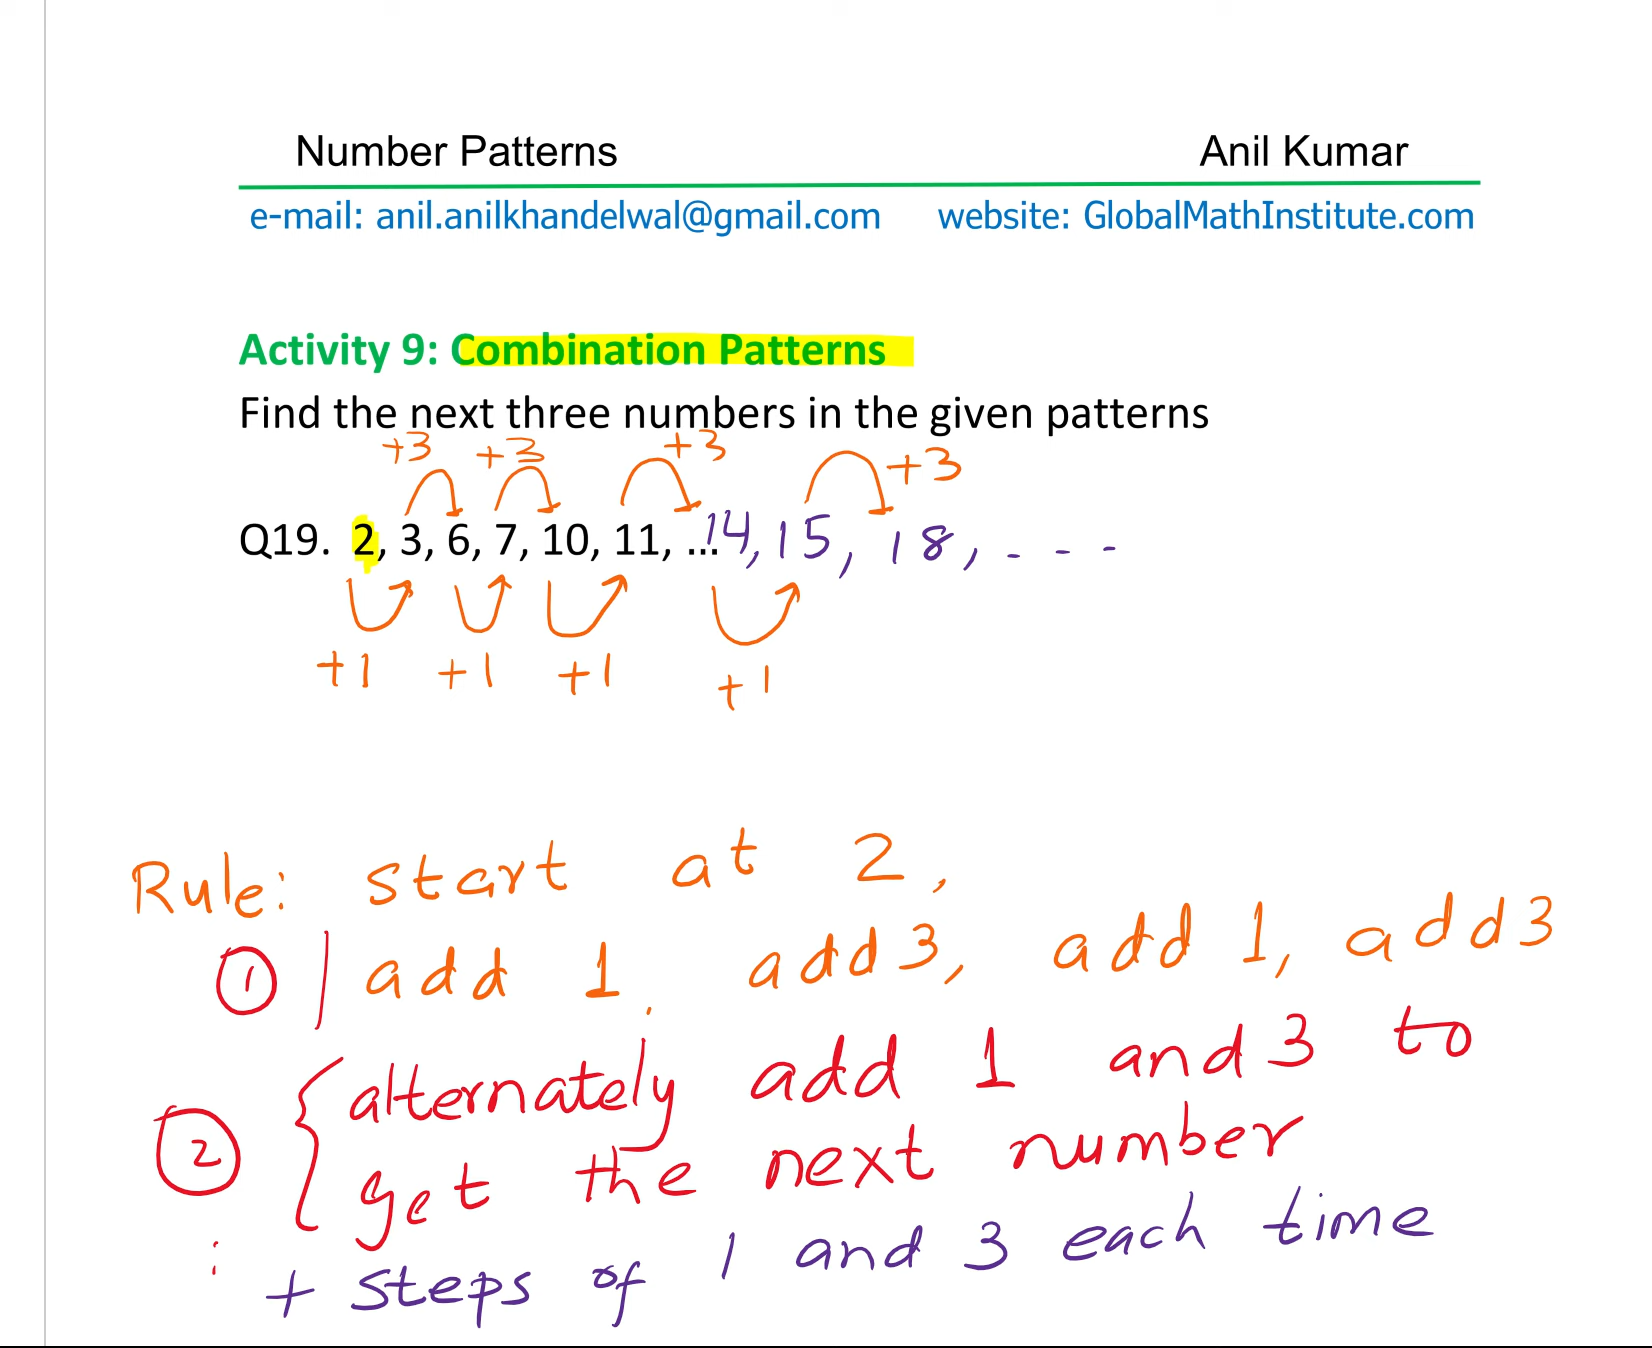 Number Patterns Anil Kumar
e-mail: anil.anilkhandelwal@gmail.com website: GlobalMathInstitute.com
Activity 9: Combination Patterns
Find the next three numbers in the given patterns
+3 +3 +3 +3
Q19. 2, 3, 6, 7, 10, 11, ...14, 15, 18, - - -
+1 +1 +1 +1
Rule: start at 2,
① add 1, add 3, add 1, add 3
② alternately add 1 and 3 to
get the next number
+ steps of 1 and 3 each time